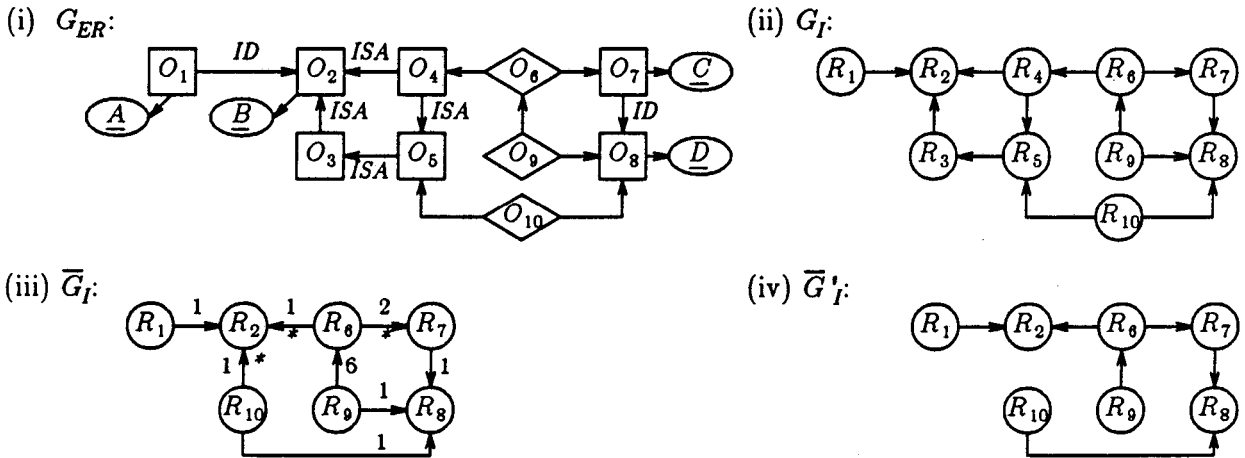 (i) G_ER:
(ii) G_I:
O₁ ID O₂ ISA O₄ O₆ O₇ C
A B ISA ISA ID
O₃ ISA O₅ O₉ O₈ D
O₁₀
R₁ R₂ R₄ R₆ R₇
R₃ R₅ R₉ R₈
R₁₀
(iii) G̅_I:
(iv) G̅'_I:
R₁ 1 R₂ 1 * R₆ 2 * R₇
1 * 6 1
R₁₀ R₉ 1 R₈
1
R₁ R₂ R₆ R₇
R₁₀ R₉ R₈